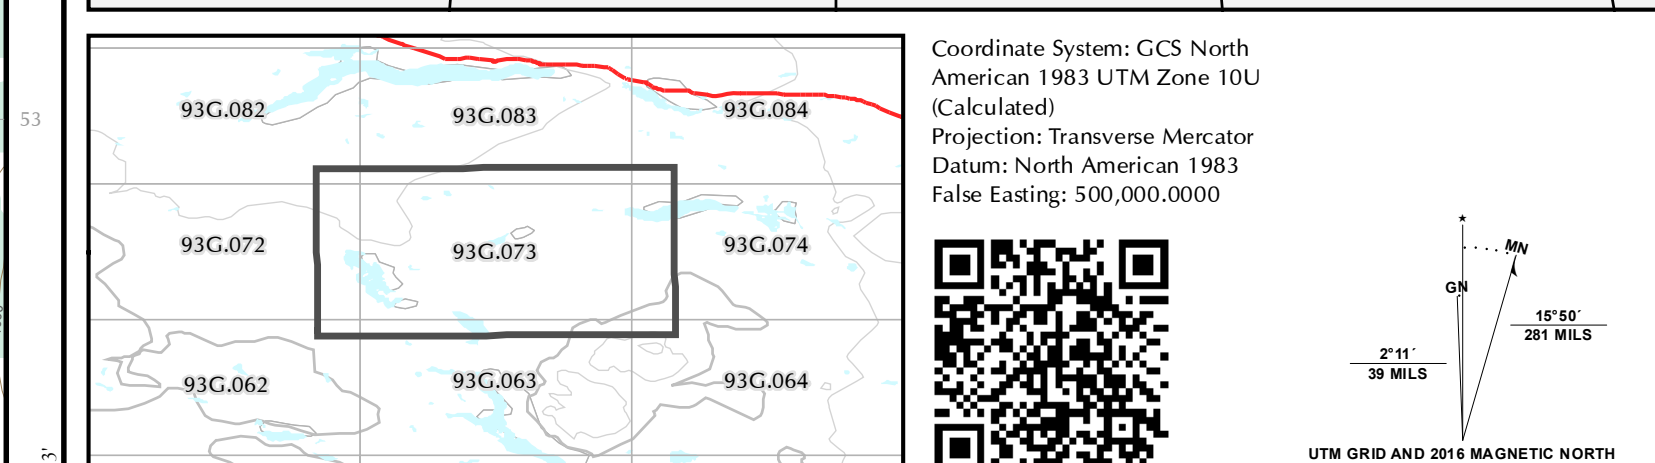 53
3'
93G.082
93G.083
93G.084
93G.072
93G.073
93G.074
93G.062
93G.063
93G.064
Coordinate System: GCS North
American 1983 UTM Zone 10U
(Calculated)
Projection: Transverse Mercator
Datum: North American 1983
False Easting: 500,000.0000
MN
GN
15°50´
281 MILS
2°11´
39 MILS
UTM GRID AND 2016 MAGNETIC NORTH